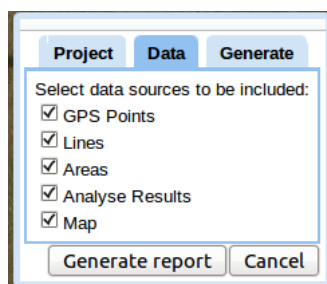 Project Data Generate
Select data sources to be included:
GPS Points
Lines
Areas
Analyse Results
Map
Generate report Cancel